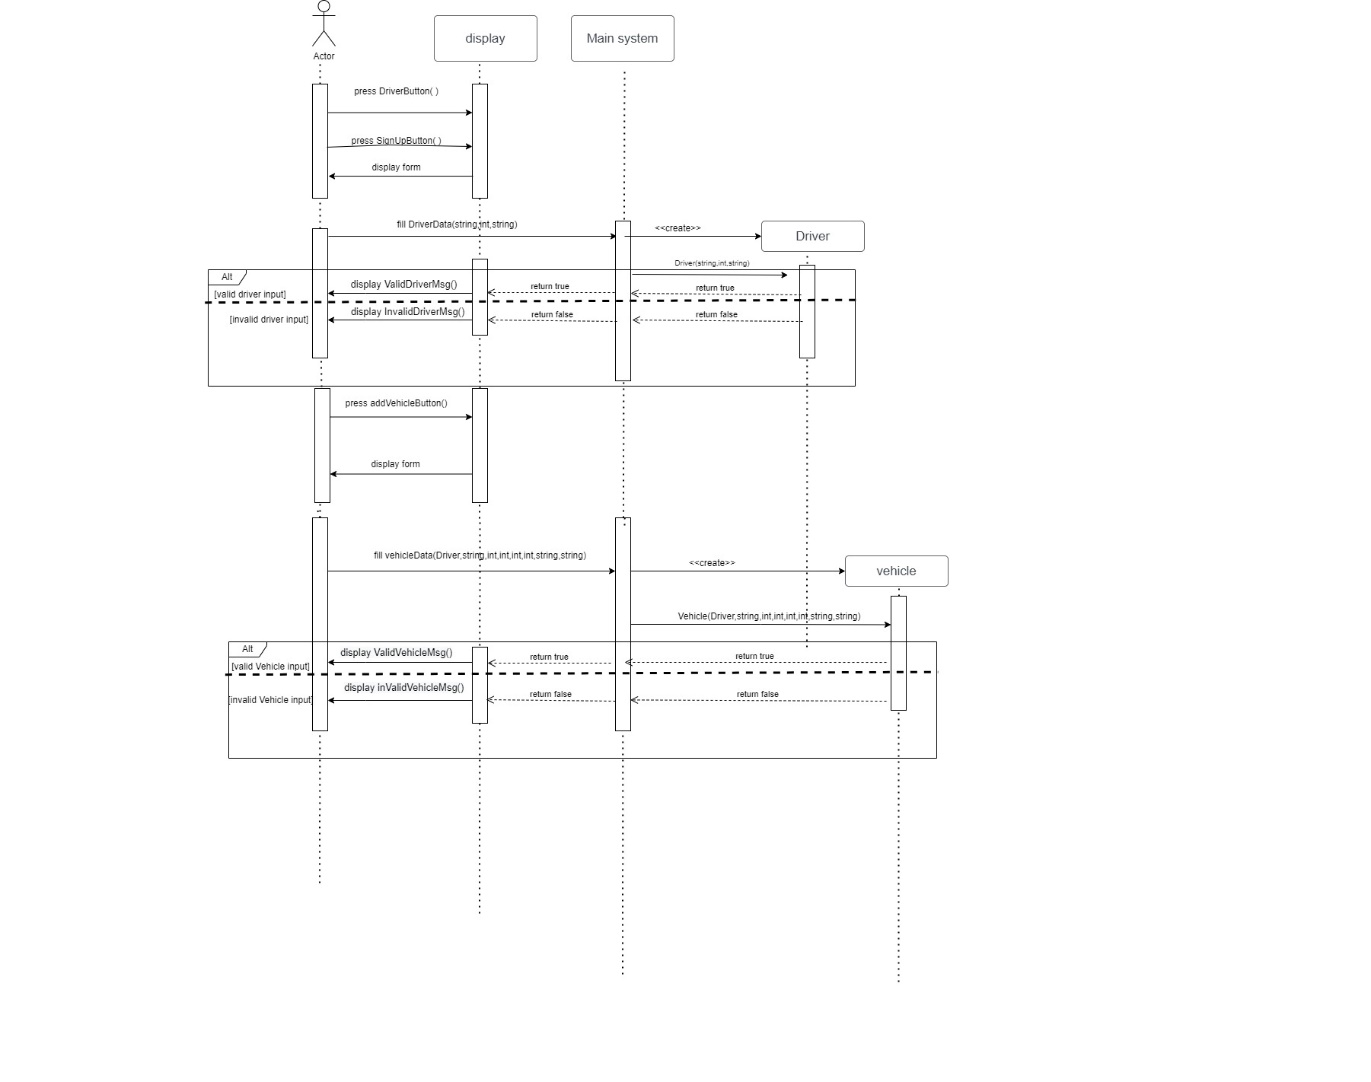 Actor
display
Main system
press DriverButton( )
press SignUpButton( )
display form
fill DriverData(string,int,string)
<<create>>
Driver
Driver(string,int,string)
Alt
[valid driver input]
display ValidDriverMsg()
return true
return true
[invalid driver input]
display InvalidDriverMsg()
return false
return false
press addVehicleButton()
display form
fill vehicleData(Driver,string,int,int,int,int,string,string)
<<create>>
vehicle
Vehicle(Driver,string,int,int,int,int,string,string)
Alt
[valid Vehicle input]
display ValidVehicleMsg()
return true
return true
[invalid Vehicle input]
display inValidVehicleMsg()
return false
return false